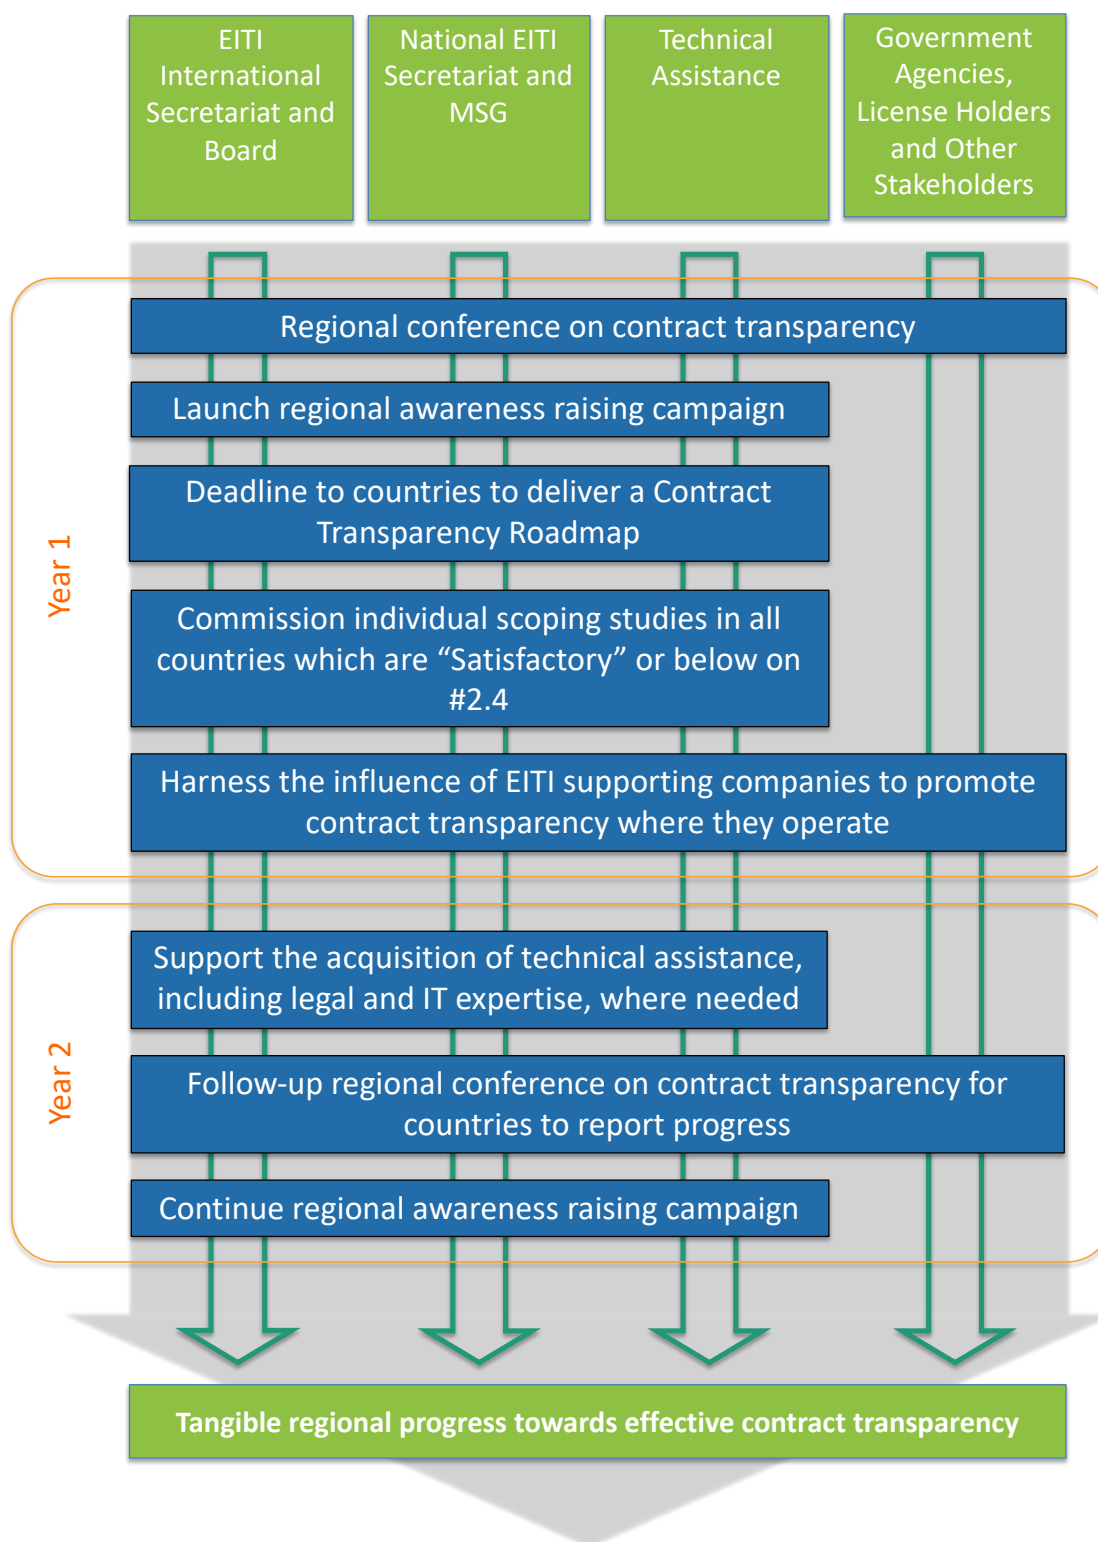 EITI
International
Secretariat and
Board
National EITI
Secretariat and
MSG
Technical
Assistance
Government
Agencies,
License Holders
and Other
Stakeholders
Year 1
Regional conference on contract transparency
Launch regional awareness raising campaign
Deadline to countries to deliver a Contract
Transparency Roadmap
Commission individual scoping studies in all
countries which are “Satisfactory” or below on
#2.4
Harness the influence of EITI supporting companies to promote
contract transparency where they operate
Year 2
Support the acquisition of technical assistance,
including legal and IT expertise, where needed
Follow-up regional conference on contract transparency for
countries to report progress
Continue regional awareness raising campaign
Tangible regional progress towards effective contract transparency